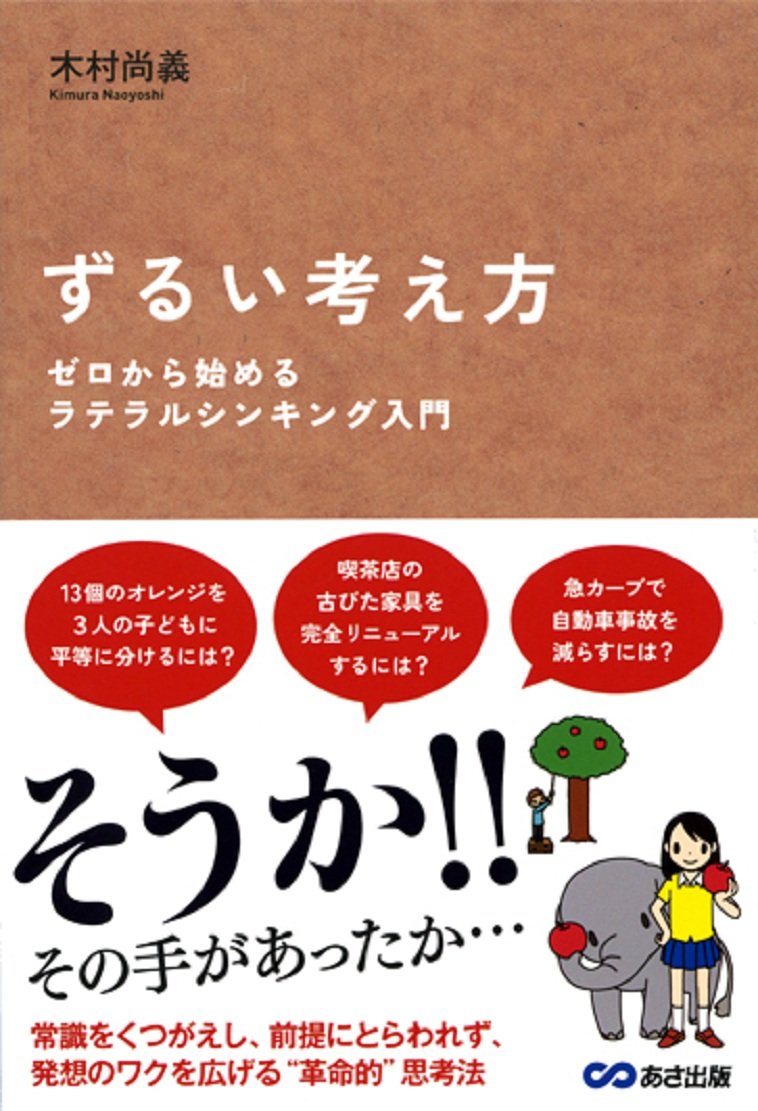 木村尚義
Kimura Naoyoshi
ずるい考え方
ゼロから始める
ラテラルシンキング入門
13個のオレンジを
3人の子どもに
平等に分けるには?
喫茶店の
古びた家具を
完全リニューアル
するには?
急カーブで
自動車事故を
減らすには?
そうか!!
その手があったか…
常識をくつがえし、前提にとらわれず、
発想のワクを広げる“革命的”思考法
あさ出版